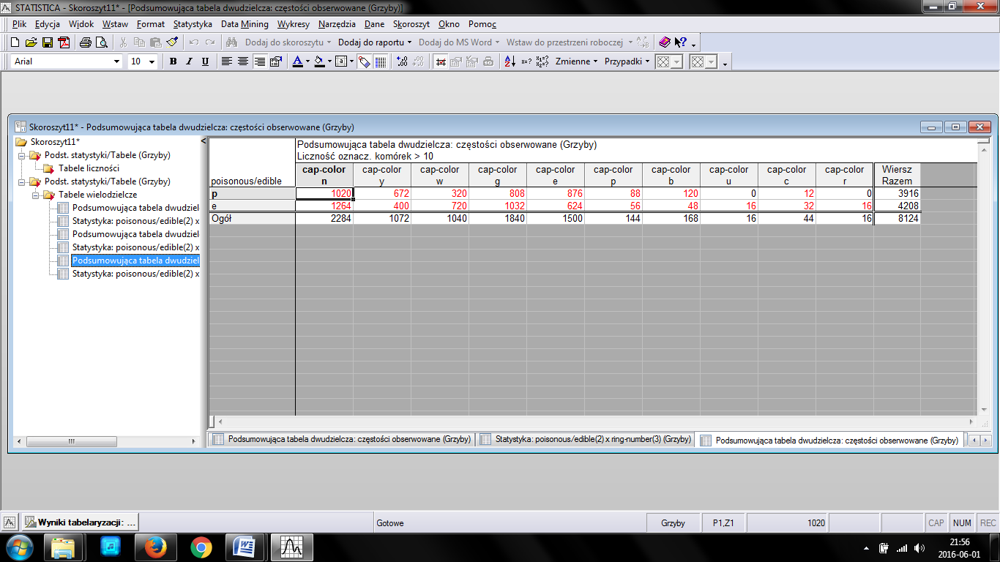 STATISTICA - Skoroszyt11* - [Podsumowująca tabela dwudzielcza: częstości obserwowane (Grzyby)]
Plik Edycja Widok Wstaw Format Statystyka Data Mining Wykresy Narzędzia Dane Skoroszyt Okno Pomoc
Dodaj do skoroszytu Dodaj do raportu Dodaj do MS Word Wstaw do przestrzeni roboczej
Arial 10 B I U Zmienne Przypadki
Skoroszyt11* - Podsumowująca tabela dwudzielcza: częstości obserwowane (Grzyby)
Skoroszyt11*
Podst. statystyki/Tabele (Grzyby)
Tabele liczności
Podst. statystyki/Tabele (Grzyby)
Tabele wielodzielcze
Podsumowująca tabela dwudziel
Statystyka: poisonous/edible(2) x
Podsumowująca tabela dwudziel
Statystyka: poisonous/edible(2) x
Podsumowująca tabela dwudziel
Statystyka: poisonous/edible(2) x
Podsumowująca tabela dwudzielcza: częstości obserwowane (Grzyby)
Liczność oznacz. komórek > 10
cap-color cap-color cap-color cap-color cap-color cap-color cap-color cap-color cap-color cap-color Wiersz
poisonous/edible n y w g e p b u c r Razem
p 1020 672 320 808 876 88 120 0 12 0 3916
e 1264 400 720 1032 624 56 48 16 32 16 4208
Ogół 2284 1072 1040 1840 1500 144 168 16 44 16 8124
Podsumowująca tabela dwudzielcza: częstości obserwowane (Grzyby) Statystyka: poisonous/edible(2) x ring-number(3) (Grzyby) Podsumowująca tabela dwudzielcza: częstości obserwowane (Grzyby)
Wyniki tabelaryzacji: ... Gotowe Grzyby P1,Z1 1020 CAP NUM REC
21:56
2016-06-01